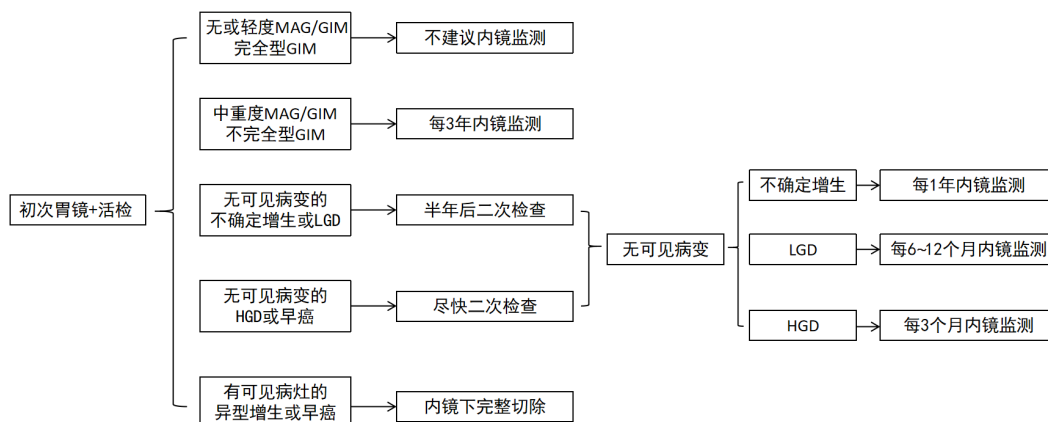 初次胃镜+活检
无或轻度MAG/GIM
完全型GIM
不建议内镜监测
中重度MAG/GIM
不完全型GIM
每3年内镜监测
无可见病变的
不确定增生或LGD
半年后二次检查
无可见病变的
HGD或早癌
尽快二次检查
有可见病灶的
异型增生或早癌
内镜下完整切除
无可见病变
不确定增生
每1年内镜监测
LGD
每6~12个月内镜监测
HGD
每3个月内镜监测